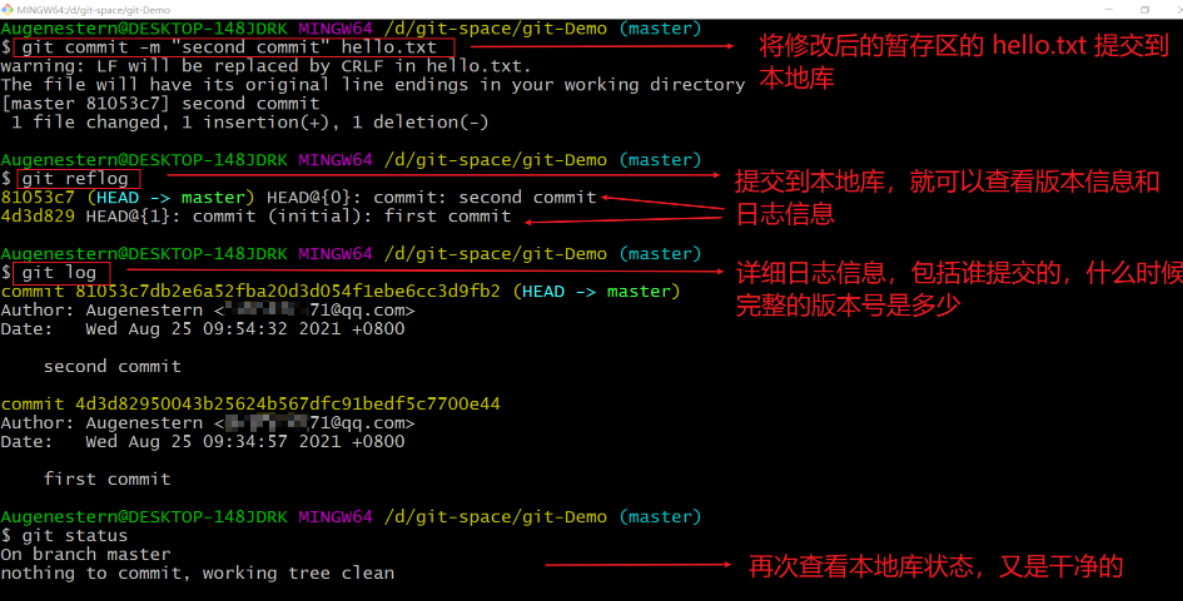 MINGW64:/d/git-space/git-Demo
Augenestern@DESKTOP-148JDRK MINGW64 /d/git-space/git-Demo (master)
$ git commit -m "second commit" hello.txt
将修改后的暂存区的 hello.txt 提交到
本地库
warning: LF will be replaced by CRLF in hello.txt.
The file will have its original line endings in your working directory
[master 81053c7] second commit
1 file changed, 1 insertion(+), 1 deletion(-)
Augenestern@DESKTOP-148JDRK MINGW64 /d/git-space/git-Demo (master)
$ git reflog
提交到本地库，就可以查看版本信息和
日志信息
81053c7 (HEAD -> master) HEAD@{0}: commit: second commit
4d3d829 HEAD@{1}: commit (initial): first commit
Augenestern@DESKTOP-148JDRK MINGW64 /d/git-space/git-Demo (master)
$ git log
详细日志信息，包括谁提交的，什么时候
完整的版本号是多少
commit 81053c7db2e6a52fba20d3d054f1ebe6cc3d9fb2 (HEAD -> master)
Author: Augenestern < 71@qq.com>
Date: Wed Aug 25 09:54:32 2021 +0800
second commit
commit 4d3d82950043b25624b567dfc91bedf5c7700e44
Author: Augenestern < 71@qq.com>
Date: Wed Aug 25 09:34:57 2021 +0800
first commit
Augenestern@DESKTOP-148JDRK MINGW64 /d/git-space/git-Demo (master)
$ git status
On branch master
nothing to commit, working tree clean
再次查看本地库状态，又是干净的